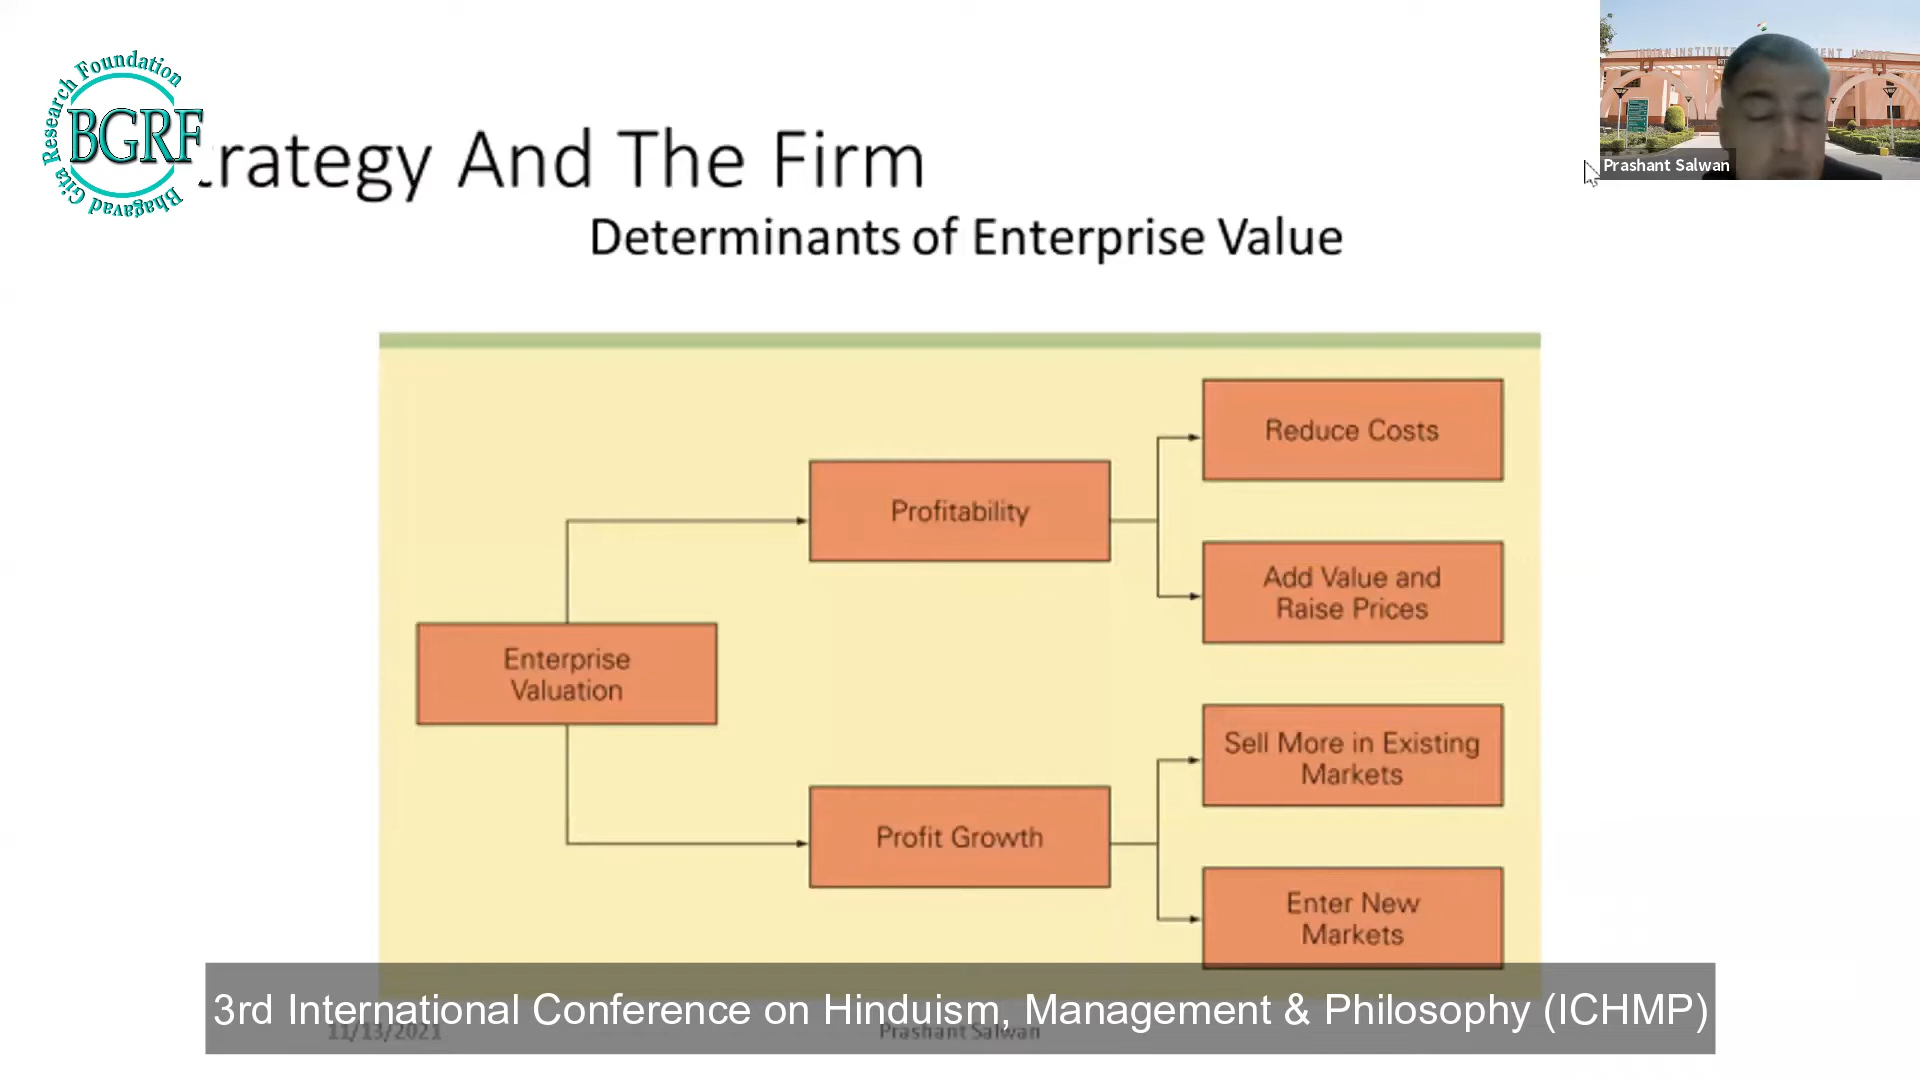 Bhagavad Gita Research Foundation
BGRF
trategy And The Firm
Determinants of Enterprise Value
Prashant Salwan
Reduce Costs
Profitability
Add Value and
Raise Prices
Enterprise
Valuation
Sell More in Existing
Markets
Profit Growth
Enter New
Markets
3rd International Conference on Hinduism, Management & Philosophy (ICHMP)
11/13/2021
Prashant Salwan